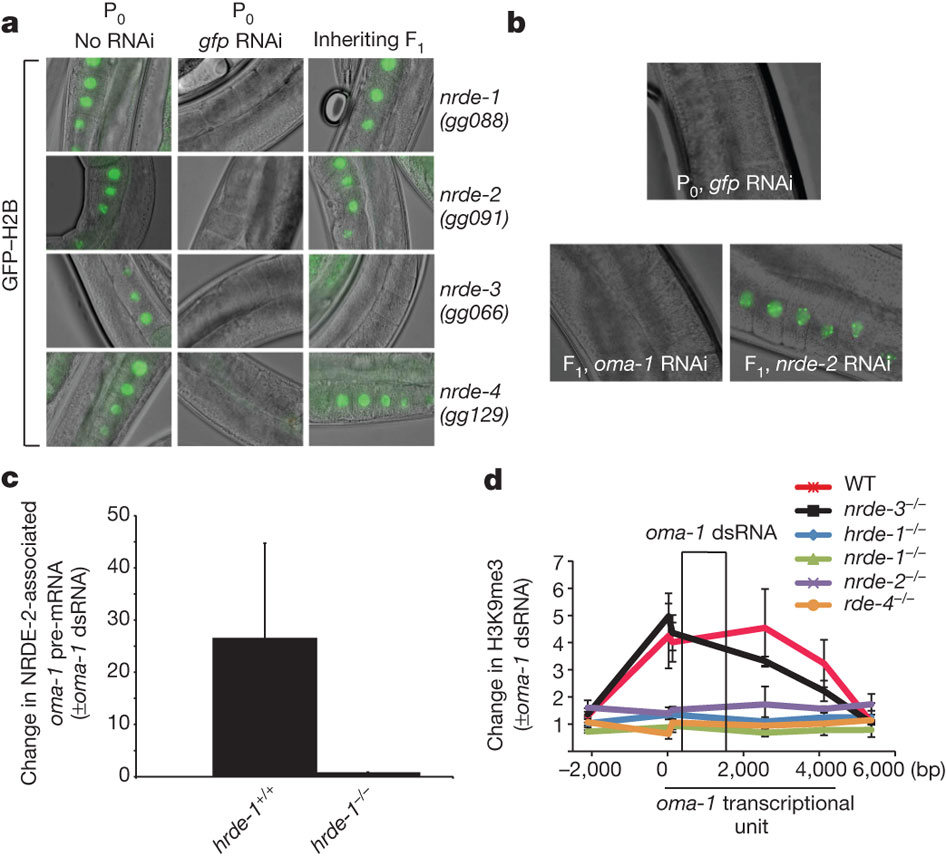 a
P0
No RNAi
P0
gfp RNAi
Inheriting F1
GFP–H2B
nrde-1
(gg088)
nrde-2
(gg091)
nrde-3
(gg066)
nrde-4
(gg129)
b
P0, gfp RNAi
F1, oma-1 RNAi
F1, nrde-2 RNAi
c
Change in NRDE-2-associated
oma-1 pre-mRNA
(±oma-1 dsRNA)
50
40
30
20
10
0
hrde-1+/+
hrde-1–/–
d
WT
nrde-3–/–
hrde-1–/–
nrde-1–/–
nrde-2–/–
rde-4–/–
oma-1 dsRNA
Change in H3K9me3
(±oma-1 dsRNA)
7
6
5
4
3
2
1
–2,000 0 2,000 4,000 6,000 (bp)
oma-1 transcriptional
unit